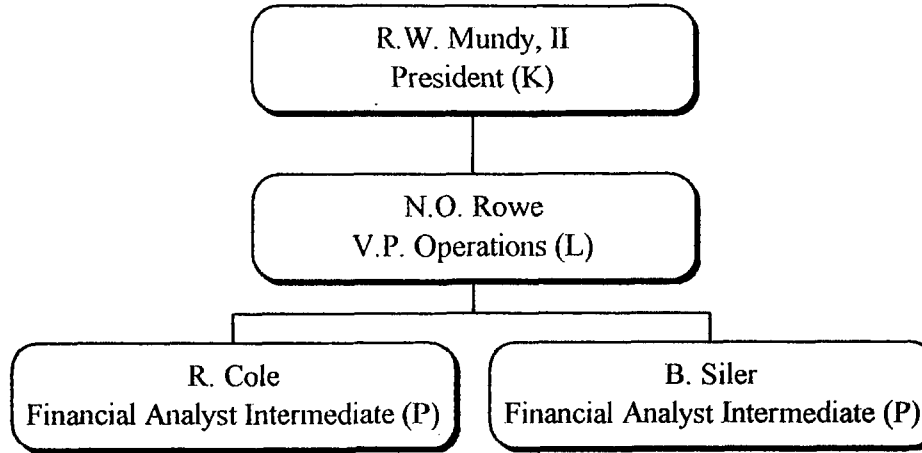 R.W. Mundy, II
President (K)
N.O. Rowe
V.P. Operations (L)
R. Cole
Financial Analyst Intermediate (P)
B. Siler
Financial Analyst Intermediate (P)